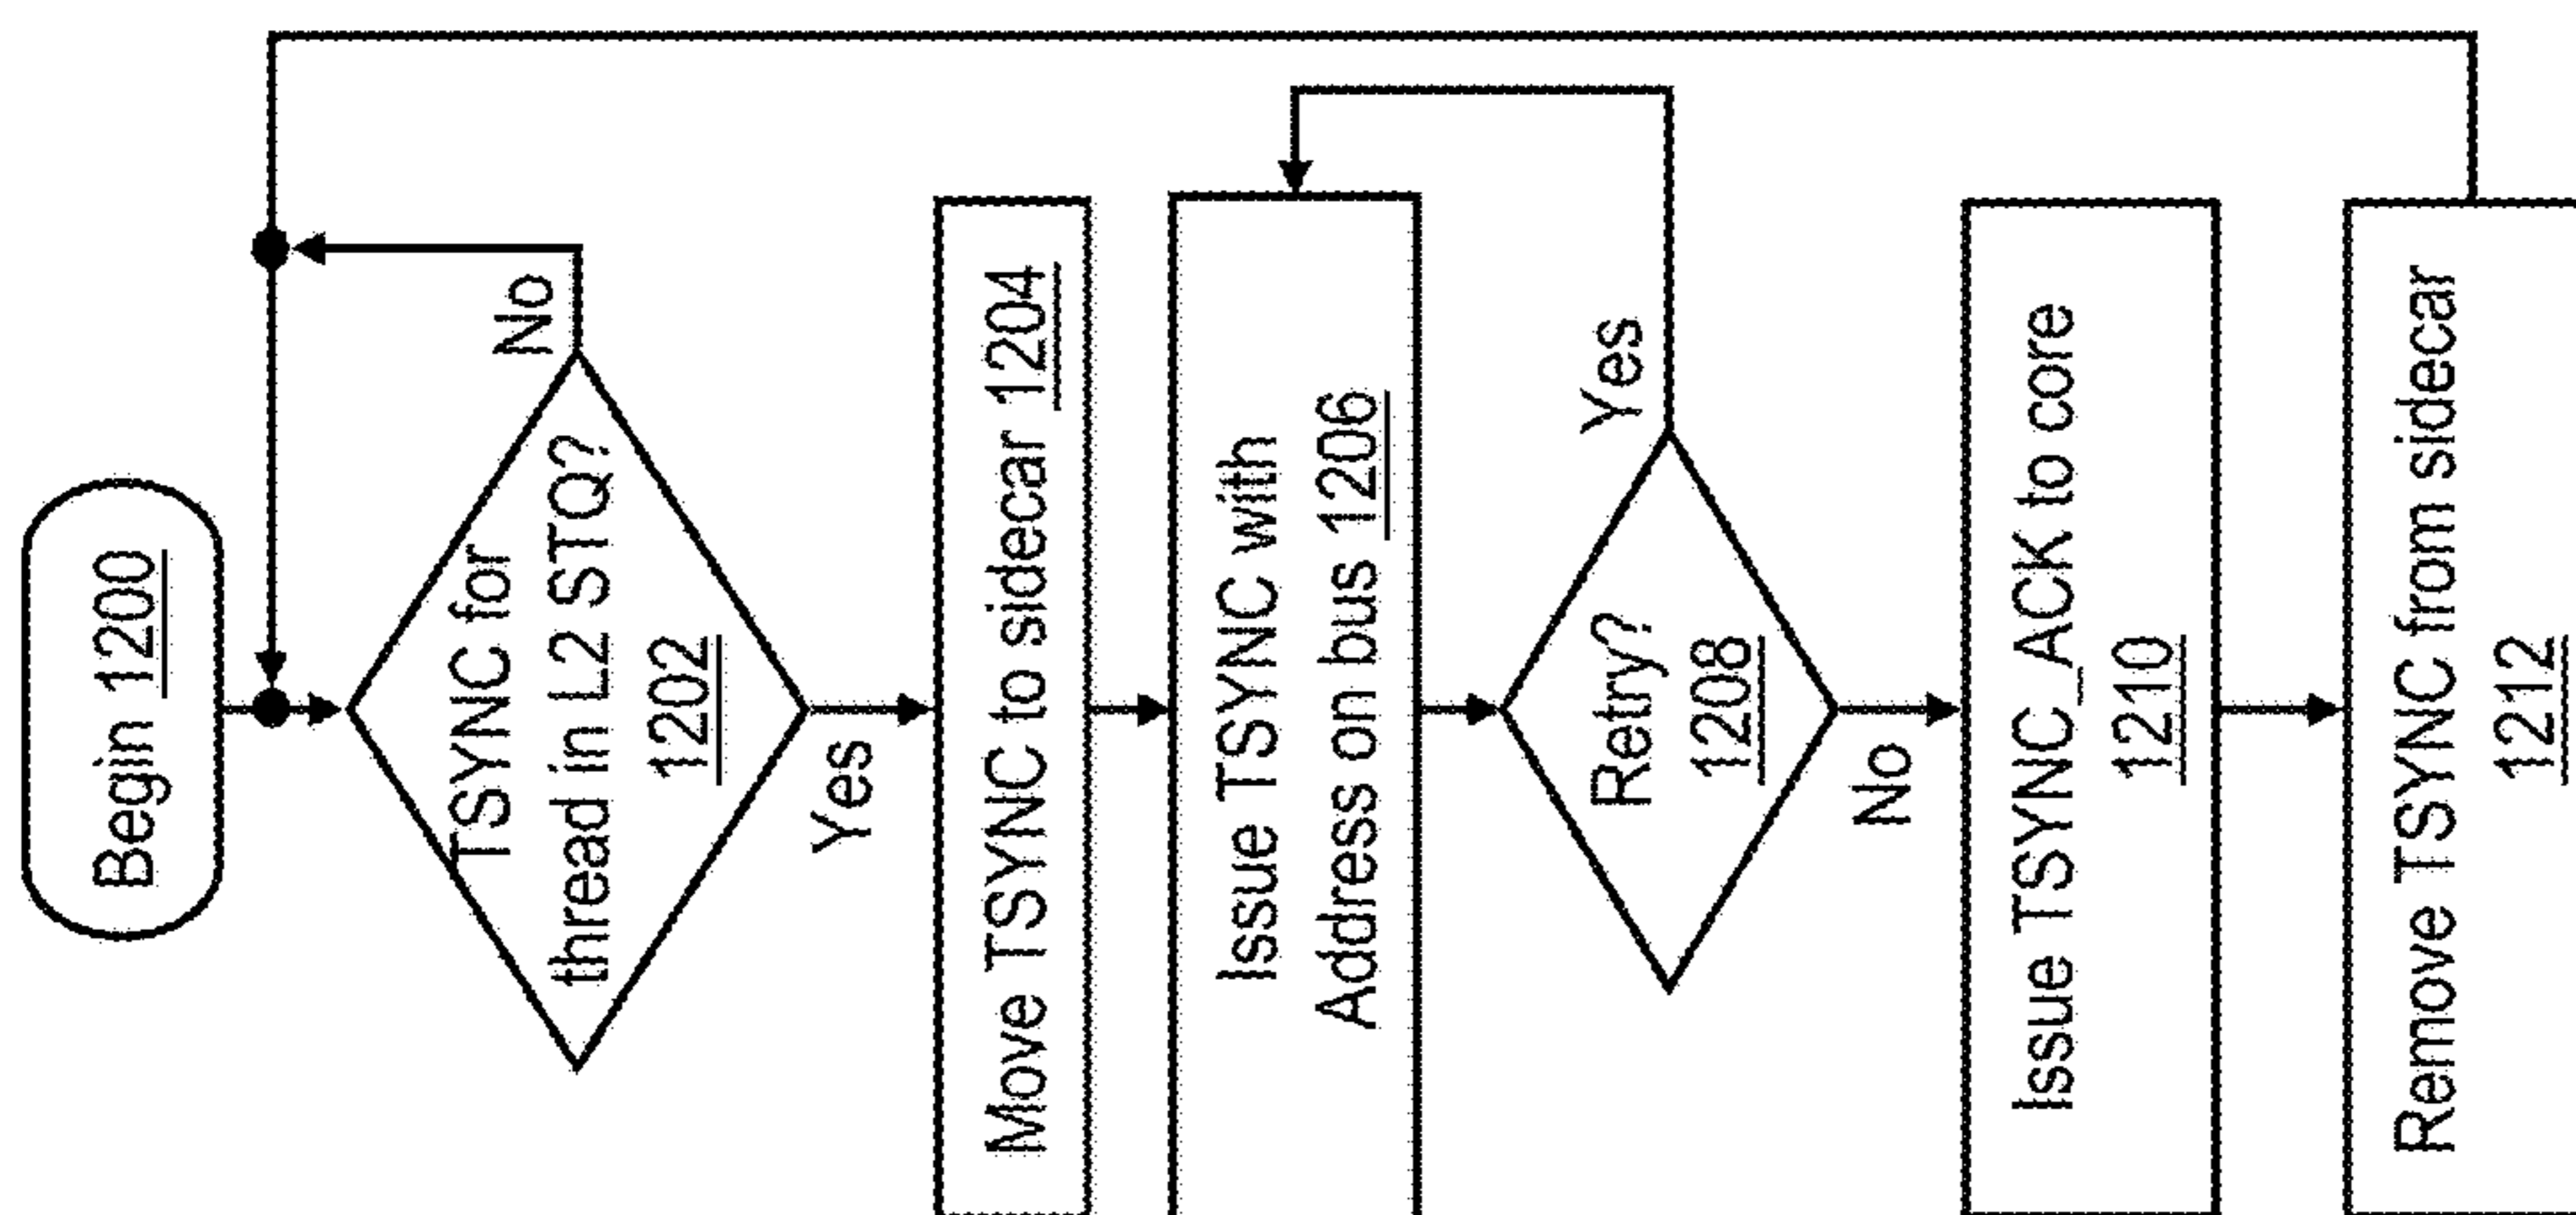 Begin 1200
TSYNC for
thread in L2 STQ?
1202
No
Yes
Move TSYNC to sidecar 1204
Issue TSYNC with
Address on bus 1206
Retry?
1208
Yes
No
Issue TSYNC_ACK to core
1210
Remove TSYNC from sidecar
1212